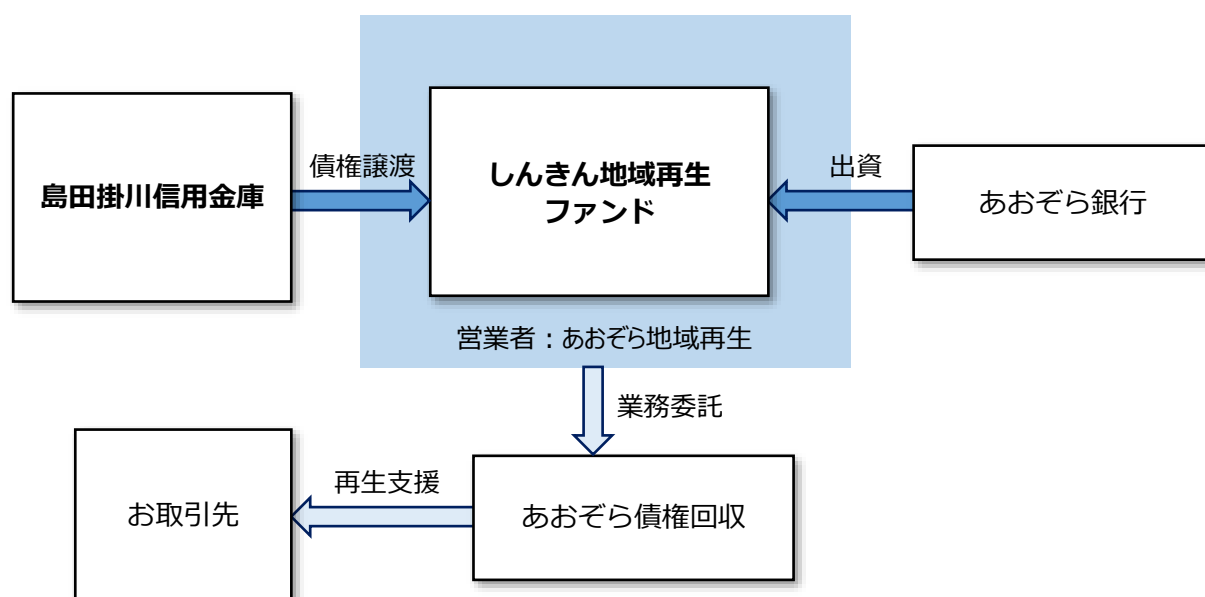 島田掛川信用金庫
債権譲渡
しんきん地域再生
ファンド
出資
あおぞら銀行
営業者：あおぞら地域再生
業務委託
お取引先
再生支援
あおぞら債権回収